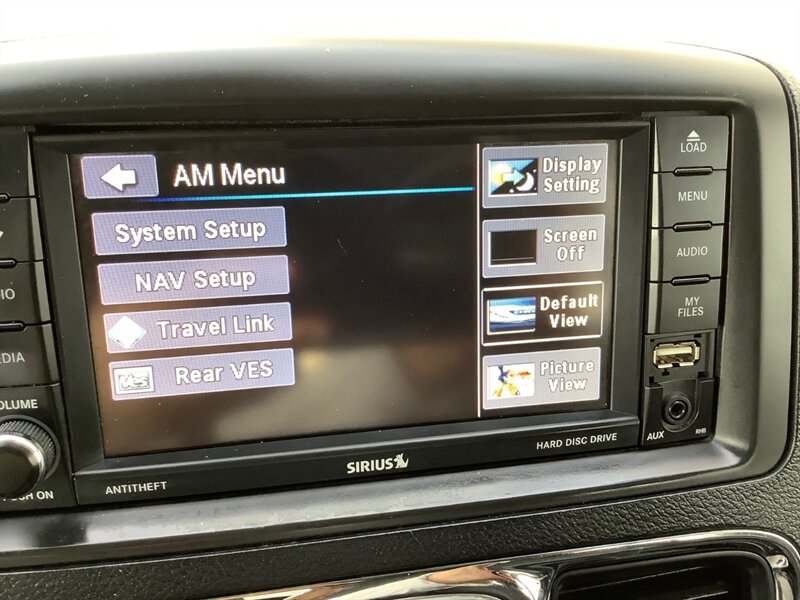 AM Menu
System Setup
NAV Setup
Travel Link
VES
Rear VES
Display
Setting
Screen
Off
Default
View
Picture
View
LOAD
MENU
AUDIO
MY
FILES
AUX
RHB
HARD DISC DRIVE
SIRIUS
ANTITHEFT